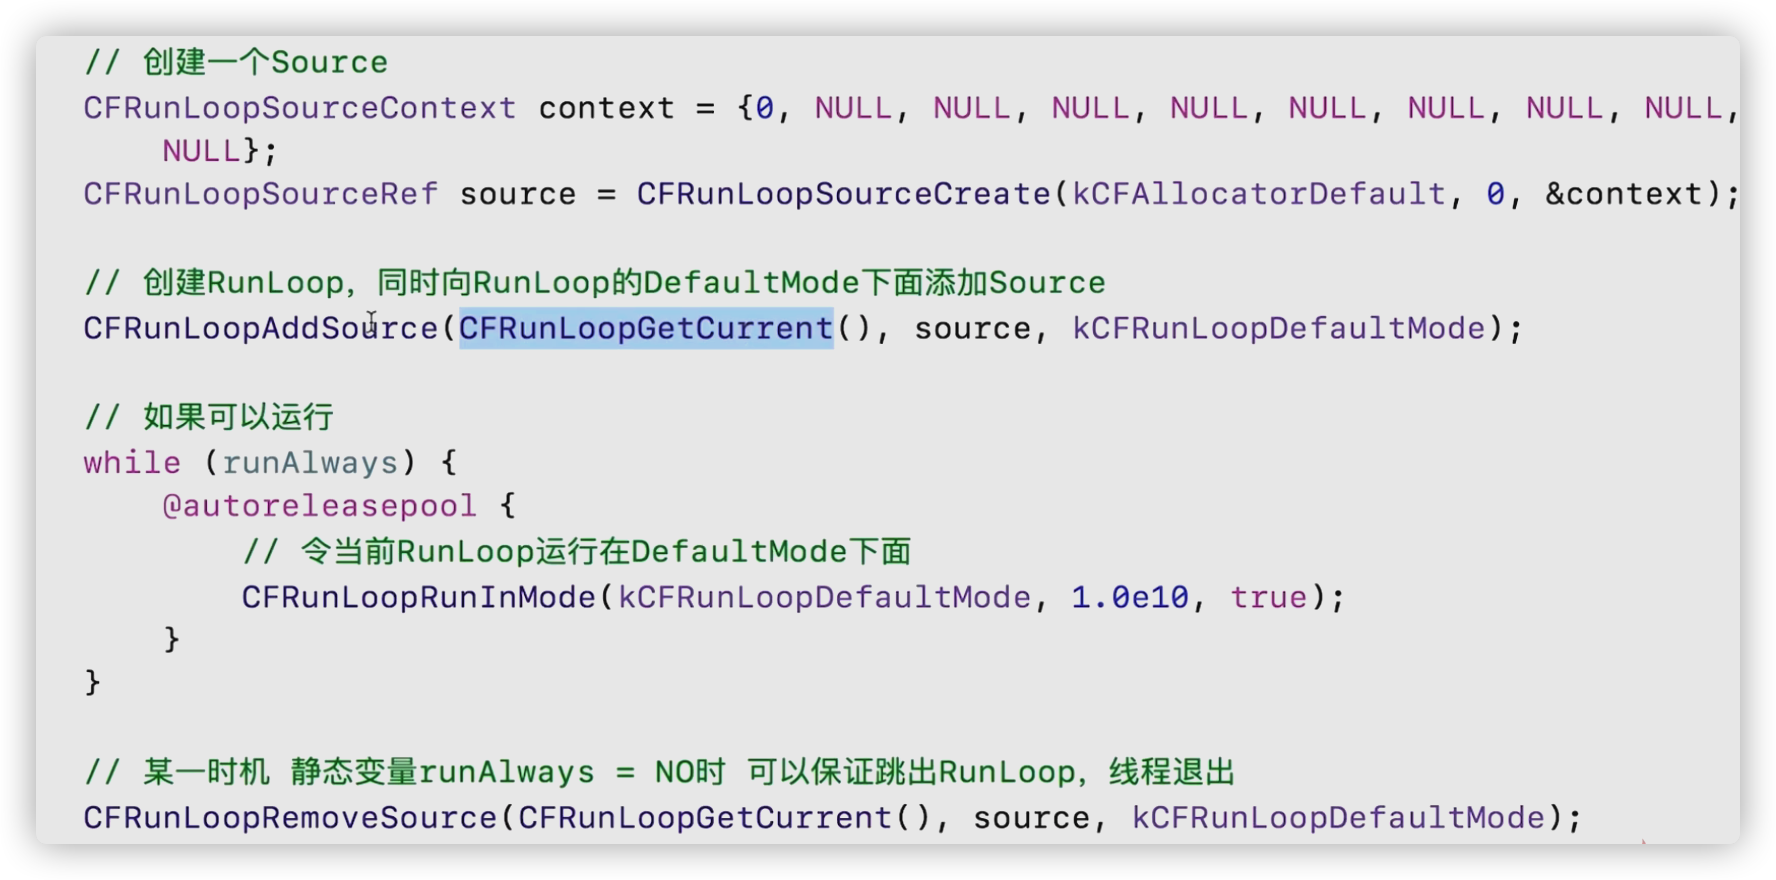 // 创建一个Source
CFRunLoopSourceContext context = {0, NULL, NULL, NULL, NULL, NULL, NULL, NULL, NULL,
NULL};
CFRunLoopSourceRef source = CFRunLoopSourceCreate(kCFAllocatorDefault, 0, &context);
// 创建RunLoop，同时向RunLoop的DefaultMode下面添加Source
CFRunLoopAddSource(CFRunLoopGetCurrent(), source, kCFRunLoopDefaultMode);
// 如果可以运行
while (runAlways) {
@autoreleasepool {
// 令当前RunLoop运行在DefaultMode下面
CFRunLoopRunInMode(kCFRunLoopDefaultMode, 1.0e10, true);
}
}
// 某一时机 静态变量runAlways = NO时 可以保证跳出RunLoop，线程退出
CFRunLoopRemoveSource(CFRunLoopGetCurrent(), source, kCFRunLoopDefaultMode);